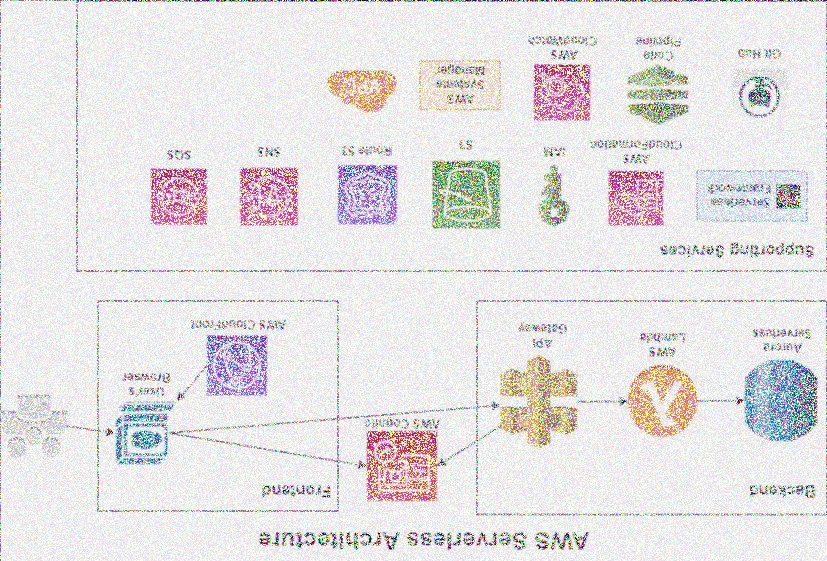 AWS Serverless Architecture
Backend
Frontend
Aurora
Serverless
AWS
Lambda
API
Gateway
AWS Cognito
User's
Browser
AWS CloudFront
Supporting Services
Serverless
Framework
AWS
CloudFormation
IAM
S3
Route 53
SNS
SQS
Git Hub
Code
Pipeline
AWS
CloudWatch
AWS
Systems
Manager